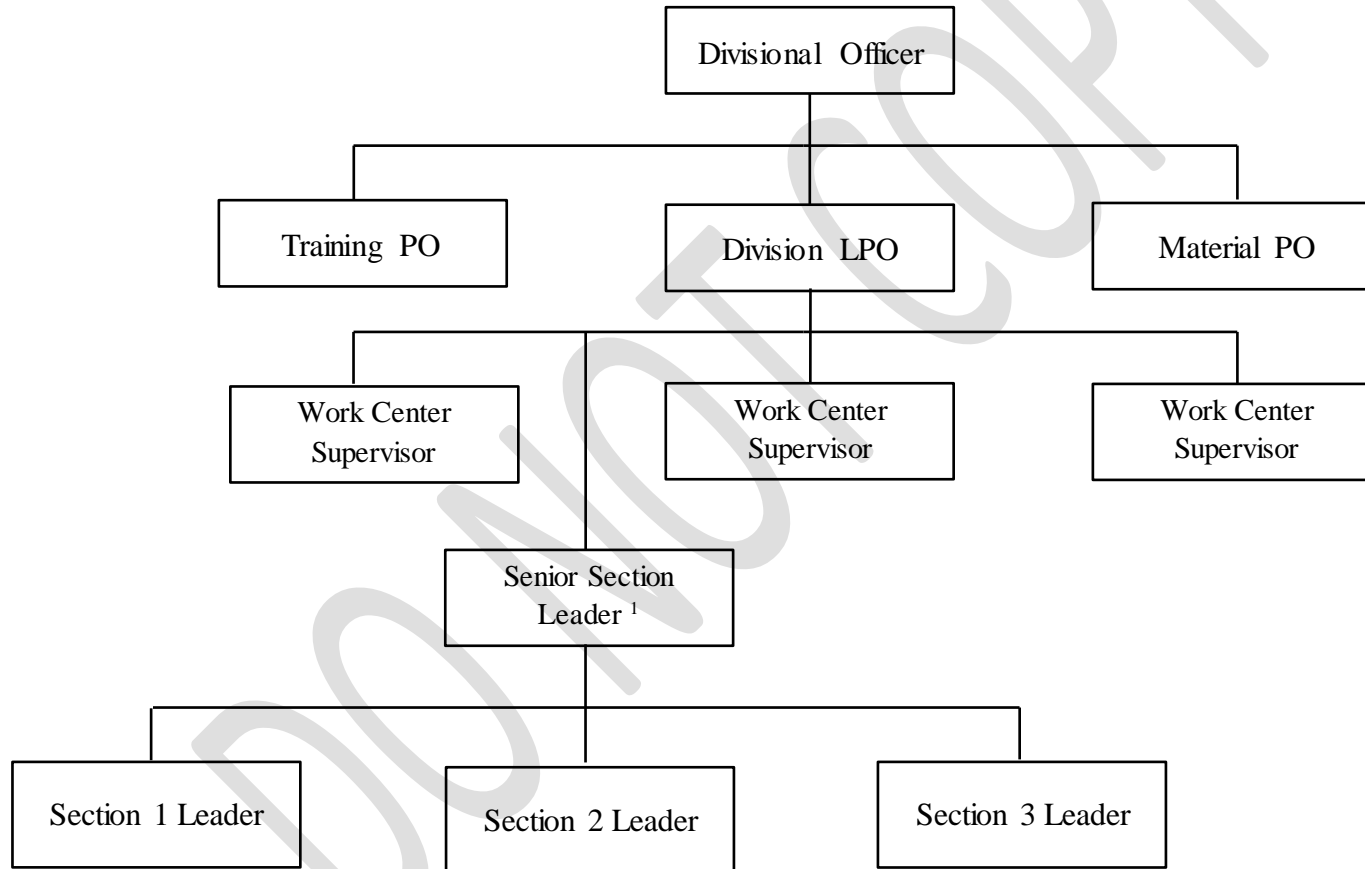 Divisional Officer
Training PO
Division LPO
Material PO
Work Center
Supervisor
Work Center
Supervisor
Work Center
Supervisor
Senior Section
Leader 1
Section 1 Leader
Section 2 Leader
Section 3 Leader
DO NOT COPY